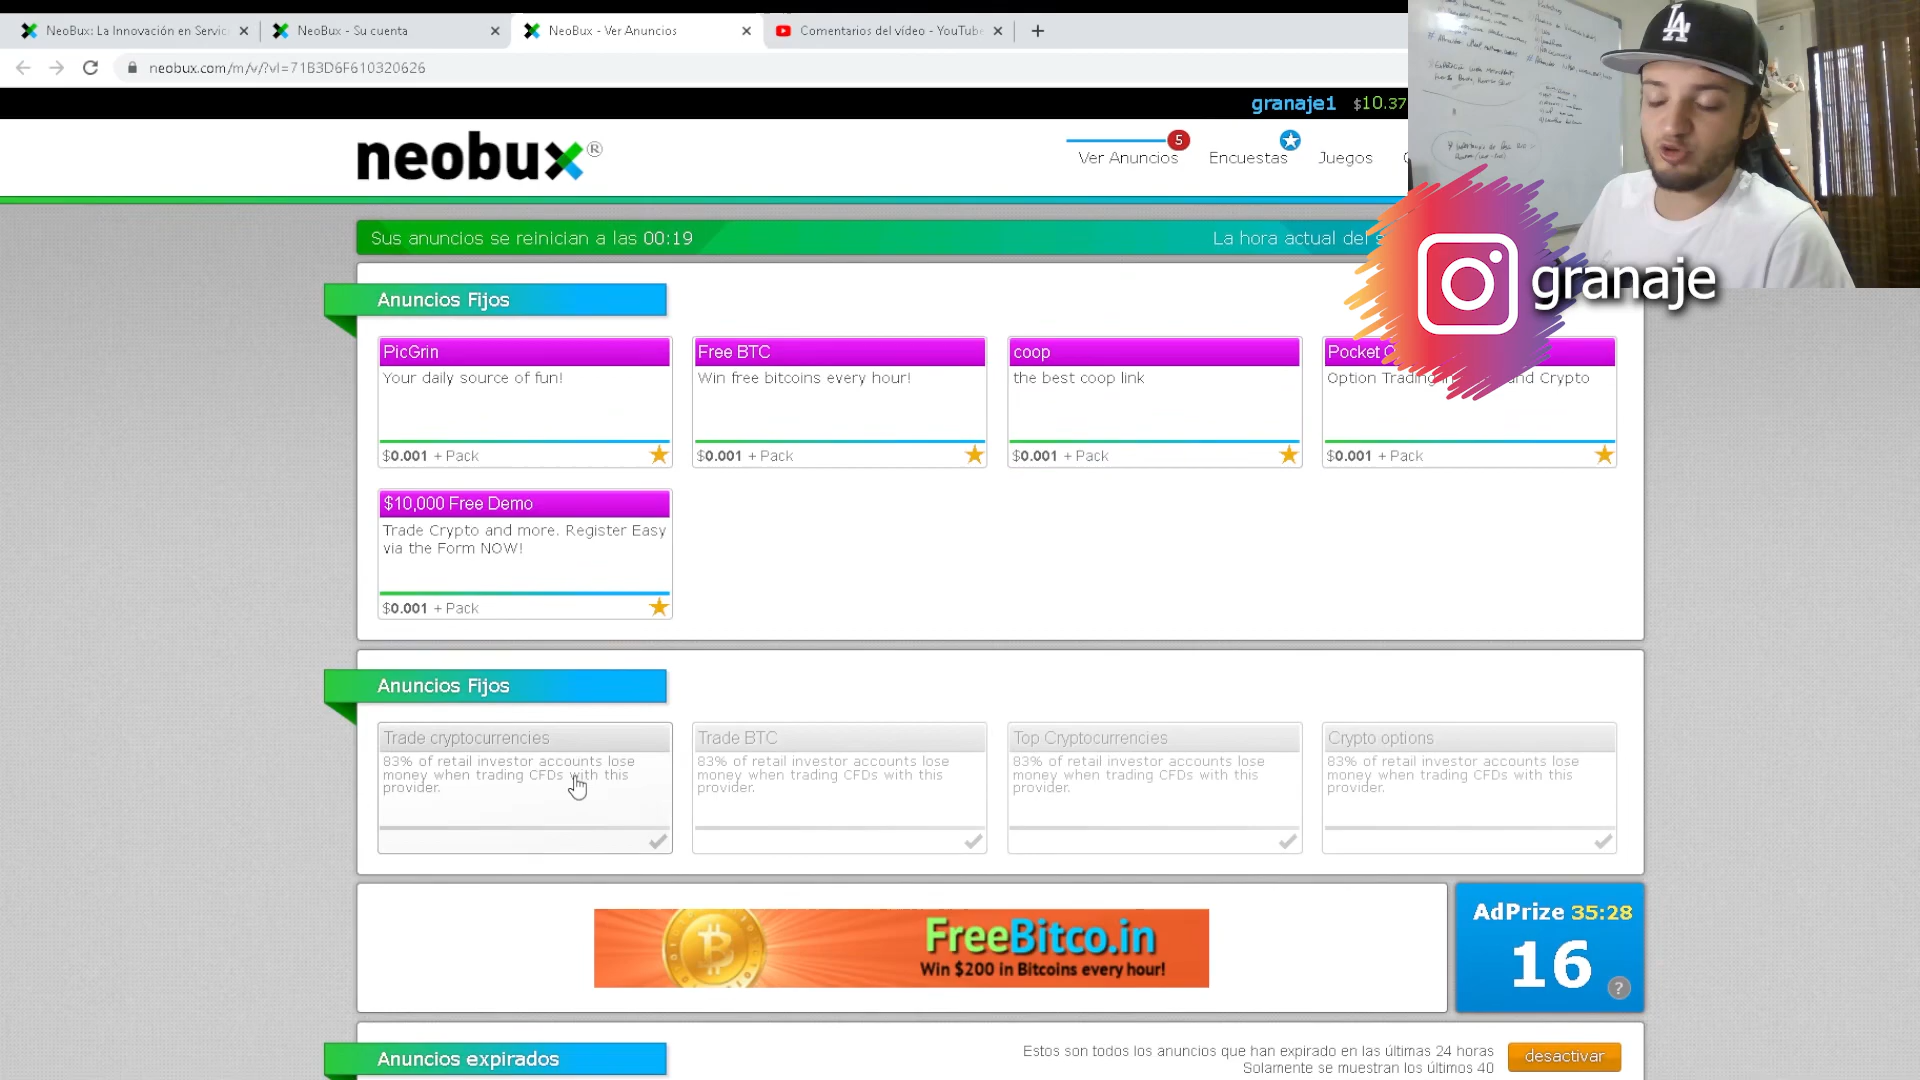 NeoBux: La Innovación en Servic
NeoBux - Su cuenta
NeoBux - Ver Anuncios
Comentarios del vídeo - YouTube
neobux.com/m/v/?vl=71B3D6F610320626
granaje1 $10.37
neobux®
Ver Anuncios 5
Encuestas
Juegos
Sus anuncios se reinician a las 00:19
La hora actual del s
LA
granaje
Anuncios Fijos
PicGrin
Your daily source of fun!
$0.001 + Pack
Free BTC
Win free bitcoins every hour!
$0.001 + Pack
coop
the best coop link
$0.001 + Pack
Pocket
Option Trading in and Crypto
$0.001 + Pack
$10,000 Free Demo
Trade Crypto and more. Register Easy
via the Form NOW!
$0.001 + Pack
Anuncios Fijos
Trade cryptocurrencies
83% of retail investor accounts lose
money when trading CFDs with this
provider.
Trade BTC
83% of retail investor accounts lose
money when trading CFDs with this
provider.
Top Cryptocurrencies
83% of retail investor accounts lose
money when trading CFDs with this
provider.
Crypto options
83% of retail investor accounts lose
money when trading CFDs with this
provider.
FreeBitco.in
Win $200 in Bitcoins every hour!
AdPrize 35:28
16
?
Anuncios expirados
Estos son todos los anuncios que han expirado en las últimas 24 horas
Solamente se muestran los últimos 40
desactivar